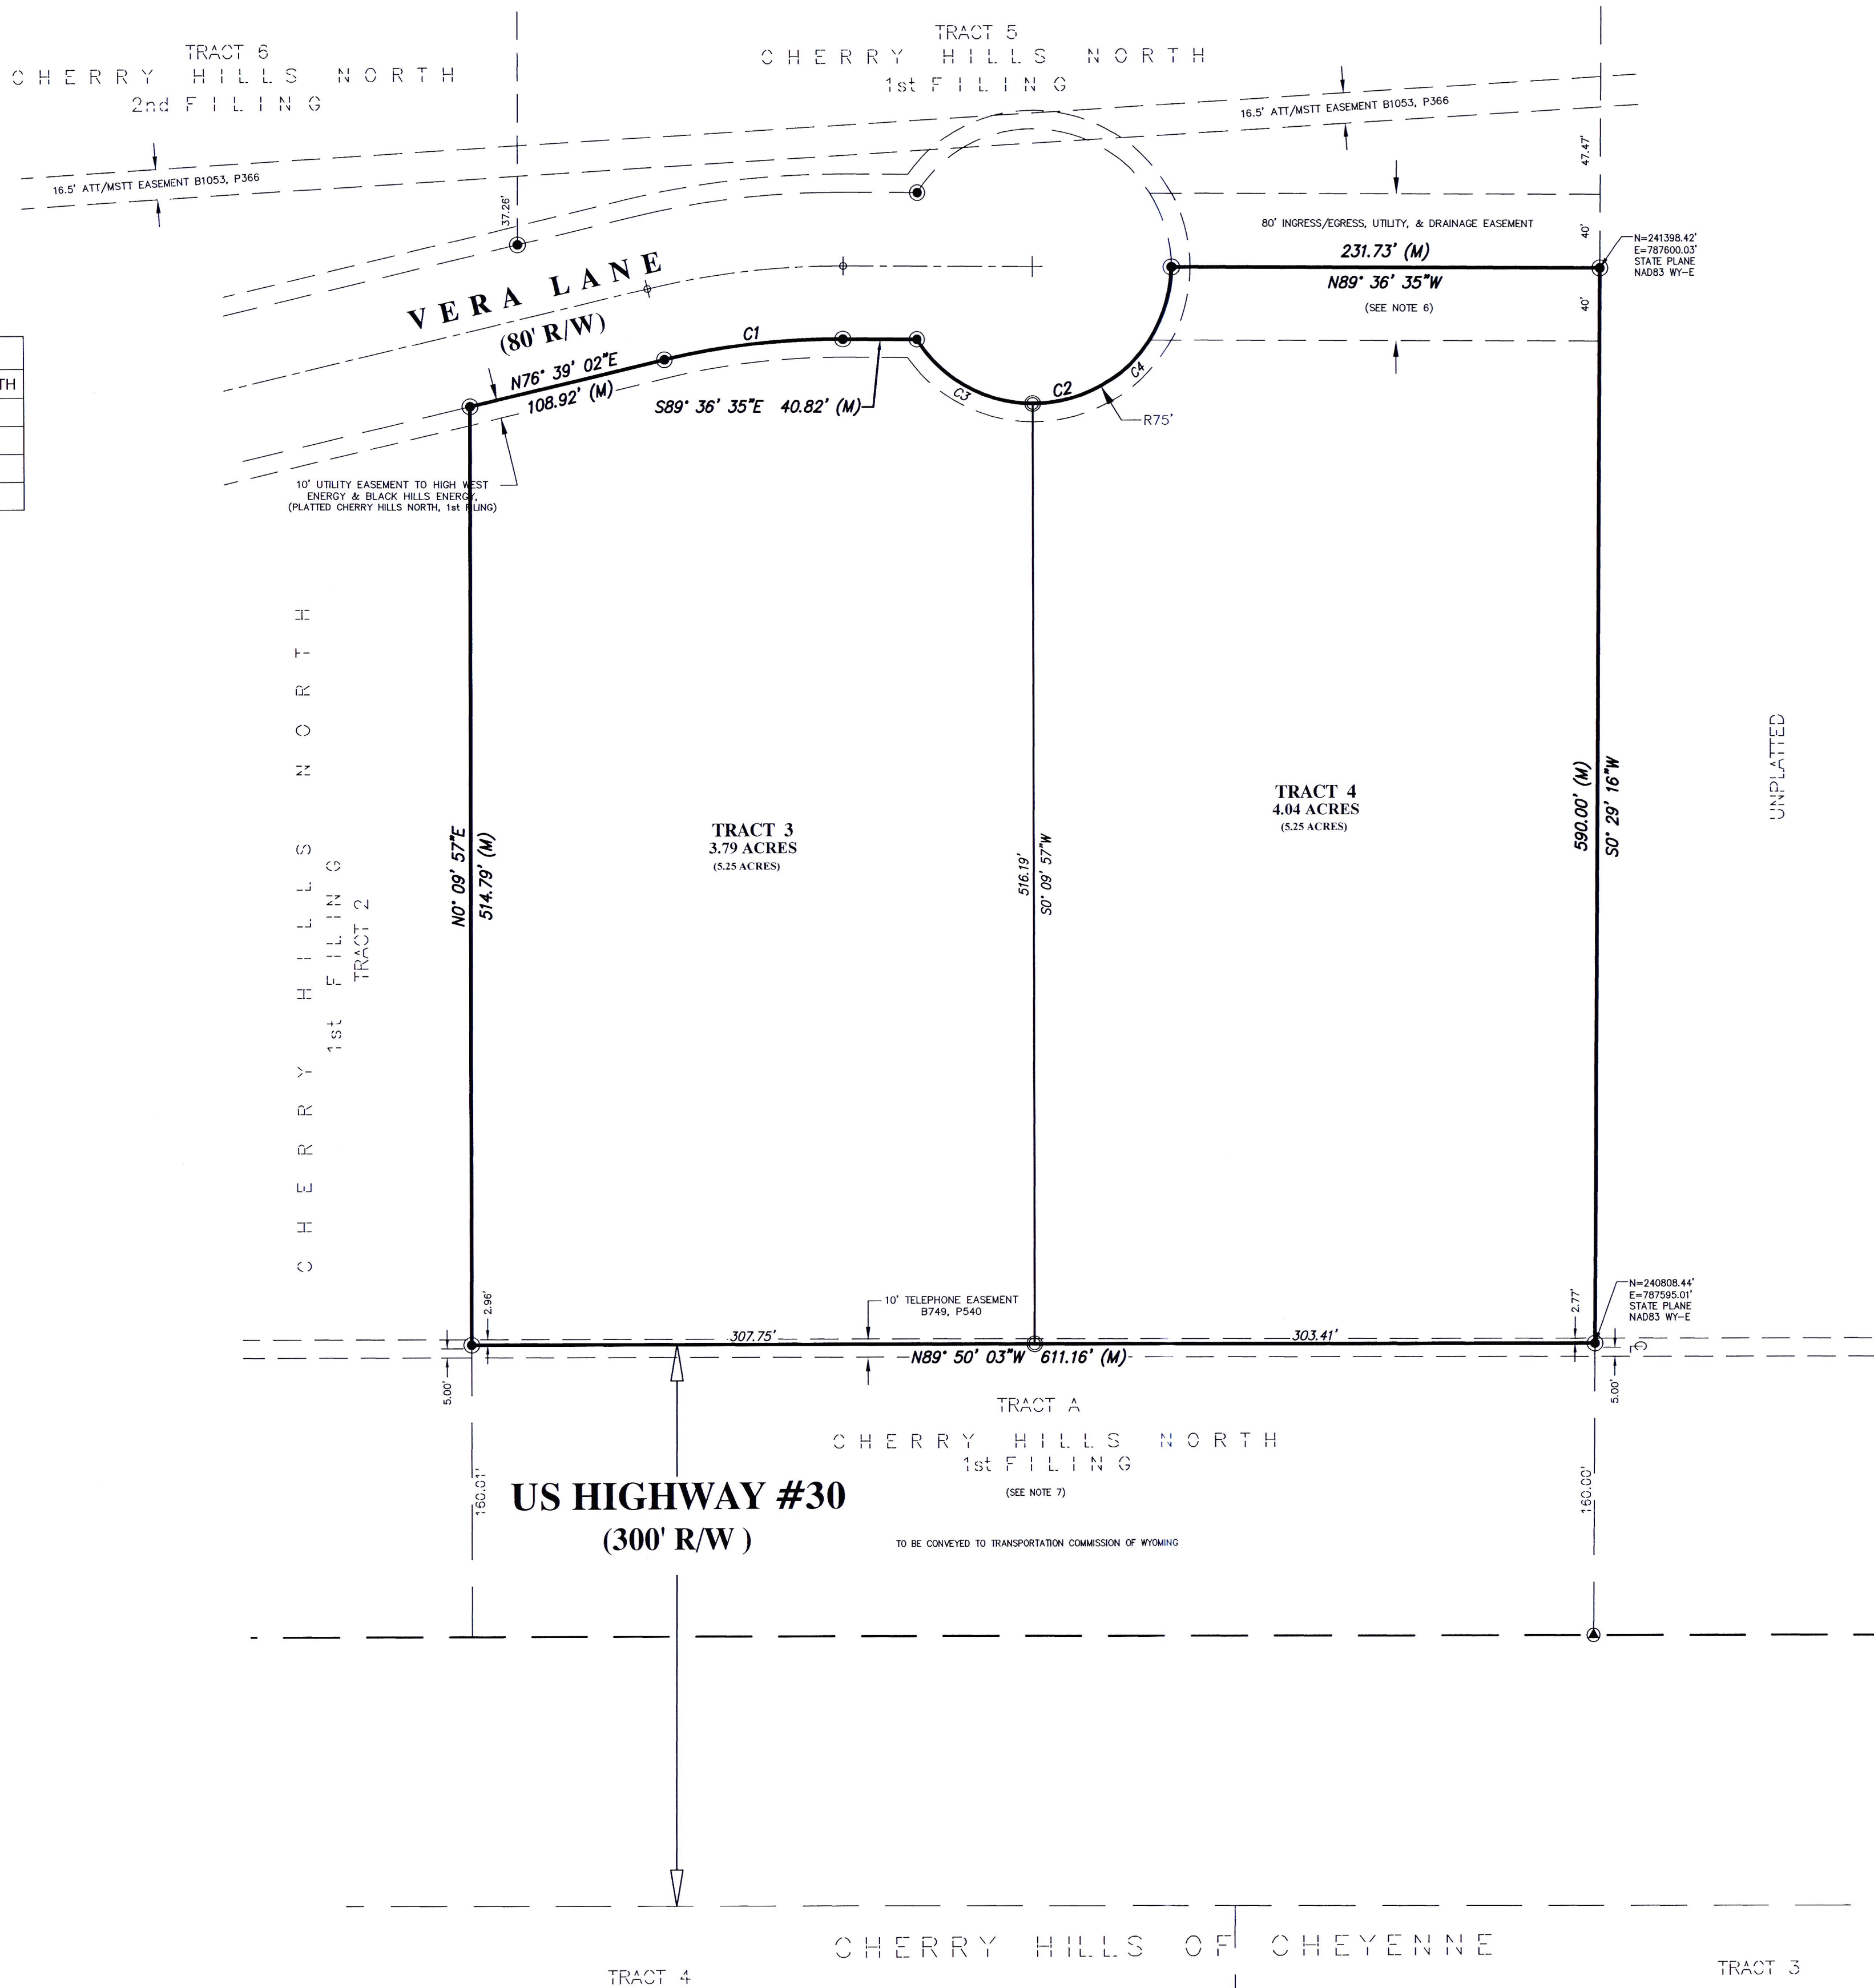 TRACT 6
CHERRY HILLS NORTH
2nd FILING
TRACT 5
CHERRY HILLS NORTH
1st FILING
16.5' ATT/MSTT EASEMENT B1053, P366
16.5' ATT/MSTT EASEMENT B1053, P366
47.47'
37.26'
80' INGRESS/EGRESS, UTILITY, & DRAINAGE EASEMENT
40'
231.73' (M)
N89° 36' 35"W
(SEE NOTE 6)
40'
N=241398.42'
E=787600.03'
STATE PLANE
NAD83 WY-E
VERA LANE
(80' R/W)
TH
N76° 39' 02"E
108.92' (M)
C1
S89° 36' 35"E 40.82' (M)
C3
C2
C4
R75'
10' UTILITY EASEMENT TO HIGH WEST
ENERGY & BLACK HILLS ENERGY,
(PLATTED CHERRY HILLS NORTH, 1st FILING)
CHERRY HILLS NORTH
1st FILING
TRACT 2
N0° 09' 57"E
514.79' (M)
TRACT 3
3.79 ACRES
(5.25 ACRES)
516.19'
S0° 09' 57"W
TRACT 4
4.04 ACRES
(5.25 ACRES)
590.00' (M)
S0° 29' 16"W
UNPLATTED
2.96'
5.00'
10' TELEPHONE EASEMENT
B749, P540
307.75'
303.41'
N89° 50' 03"W 611.16' (M)
2.77'
5.00'
N=240808.44'
E=787595.01'
STATE PLANE
NAD83 WY-E
TRACT A
CHERRY HILLS NORTH
1st FILING
(SEE NOTE 7)
160.01'
US HIGHWAY #30
(300' R/W )
160.00'
TO BE CONVEYED TO TRANSPORTATION COMMISSION OF WYOMING
CHERRY HILLS OF CHEYENNE
TRACT 4
TRACT 3